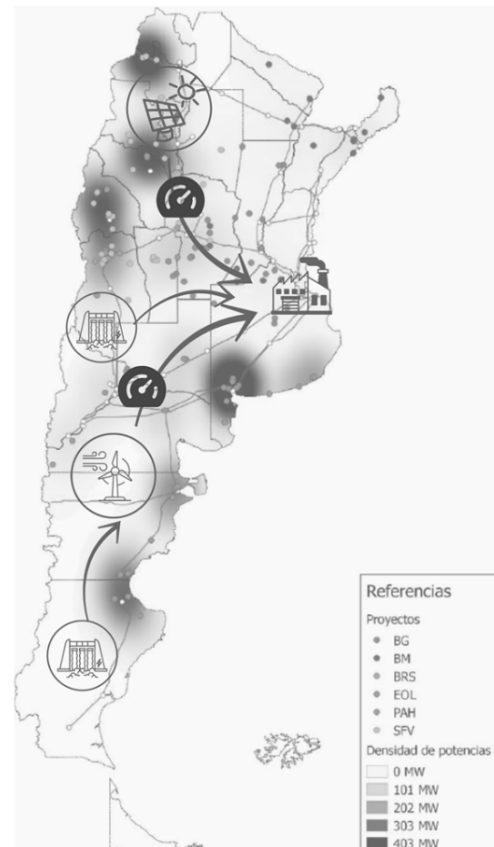 Referencias
Proyectos
BG
BM
BRS
EOL
PAH
SFV
Densidad de potencias
0 MW
101 MW
202 MW
303 MW
403 MW